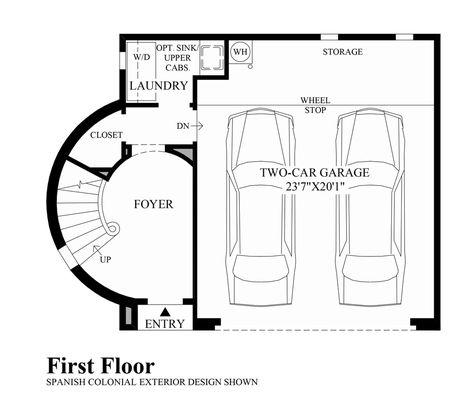 W/D
OPT. SINK/
UPPER
CABS.
WH
STORAGE
LAUNDRY
WHEEL
STOP
CLOSET
DN
TWO-CAR GARAGE
23'7"X20'1"
FOYER
UP
ENTRY
First Floor
SPANISH COLONIAL EXTERIOR DESIGN SHOWN